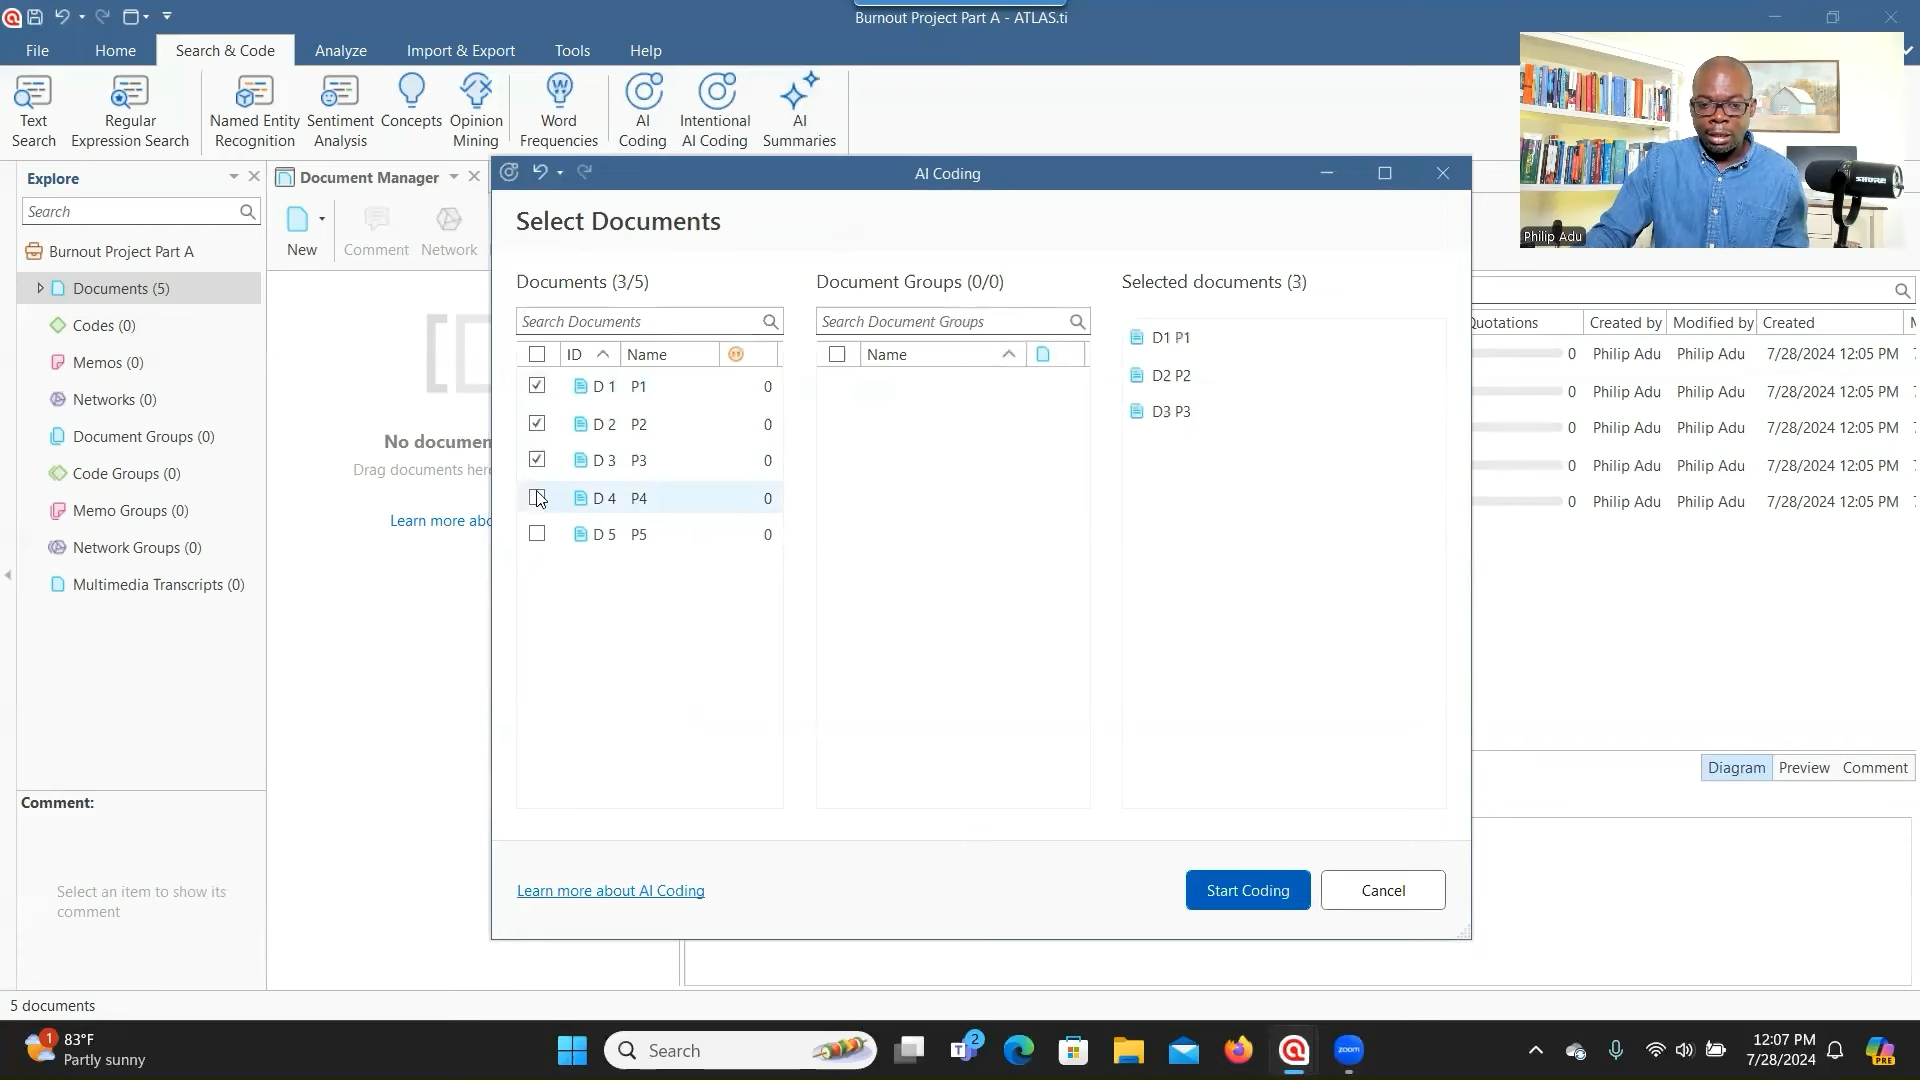 Burnout Project Part A - ATLAS.ti
File
Home
Search & Code
Analyze
Import & Export
Tools
Help
Text
Search
Regular
Expression Search
Named Entity
Recognition
Sentiment
Analysis
Concepts
Opinion
Mining
Word
Frequencies
AI
Coding
Intentional
AI Coding
AI
Summaries
Philip Adu
SHURE
Explore
Search
Burnout Project Part A
Documents (5)
Codes (0)
Memos (0)
Networks (0)
Document Groups (0)
Code Groups (0)
Memo Groups (0)
Network Groups (0)
Multimedia Transcripts (0)
Comment:
Select an item to show its
comment
5 documents
Document Manager
New
Comment
Network
No documen
Drag documents here
Learn more abo
AI Coding
Select Documents
Documents (3/5)
Search Documents
ID Name
D 1 P1 0
D 2 P2 0
D 3 P3 0
D 4 P4 0
D 5 P5 0
Document Groups (0/0)
Search Document Groups
Name
Selected documents (3)
D1 P1
D2 P2
D3 P3
Learn more about AI Coding
Start Coding
Cancel
Quotations Created by Modified by Created
0 Philip Adu Philip Adu 7/28/2024 12:05 PM
0 Philip Adu Philip Adu 7/28/2024 12:05 PM
0 Philip Adu Philip Adu 7/28/2024 12:05 PM
0 Philip Adu Philip Adu 7/28/2024 12:05 PM
0 Philip Adu Philip Adu 7/28/2024 12:05 PM
Diagram Preview Comment
1
83°F
Partly sunny
Search
2
zoom
12:07 PM
7/28/2024
PRE